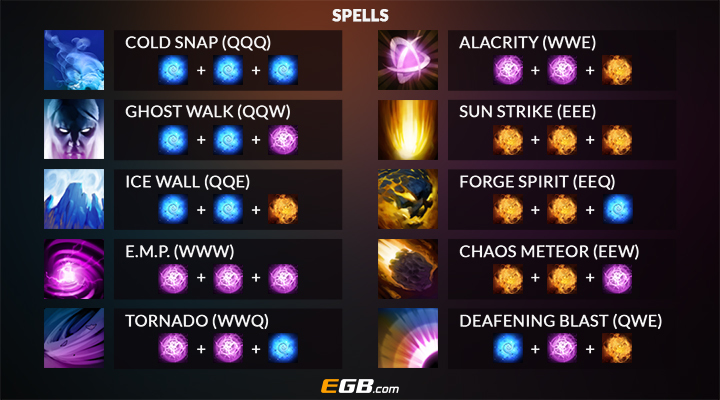 SPELLS
COLD SNAP (QQQ)
+ +
GHOST WALK (QQW)
+ +
ICE WALL (QQE)
+ +
E.M.P. (WWW)
+ +
TORNADO (WWQ)
+ +
ALACRITY (WWE)
+ +
SUN STRIKE (EEE)
+ +
FORGE SPIRIT (EEQ)
+ +
CHAOS METEOR (EEW)
+ +
DEAFENING BLAST (QWE)
+ +
EGB.com